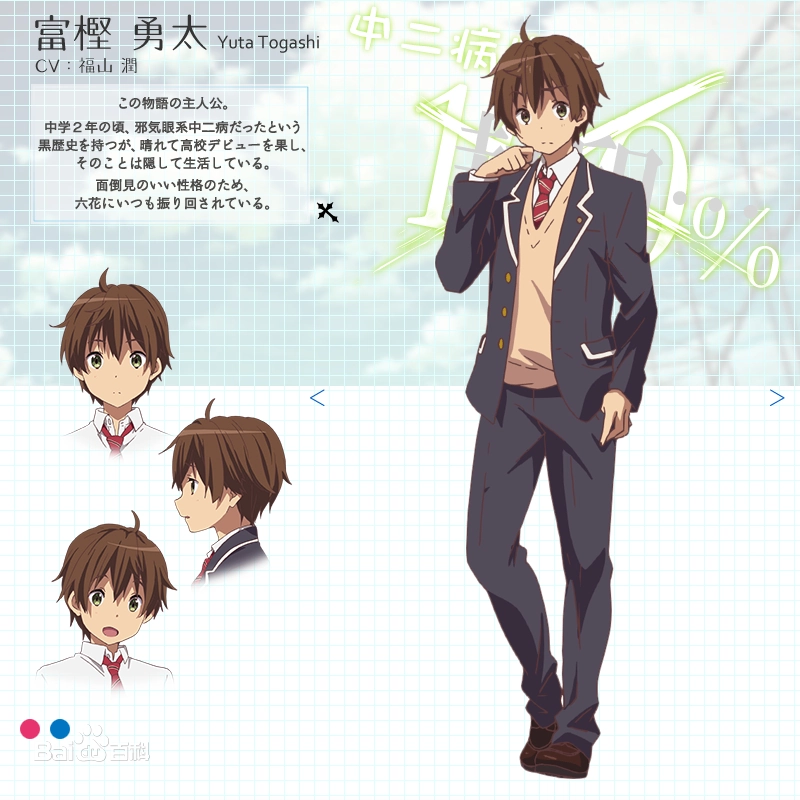 富樫 勇太 Yuta Togashi
CV：福山 潤
この物語の主人公。
中学２年の頃、邪気眼系中二病だったという
黒歴史を持つが、晴れて高校デビューを果し、
そのことは隠して生活している。
面倒見のいい性格のため、
六花にいつも振り回されている。
中二病
100%
< >
Bai百科